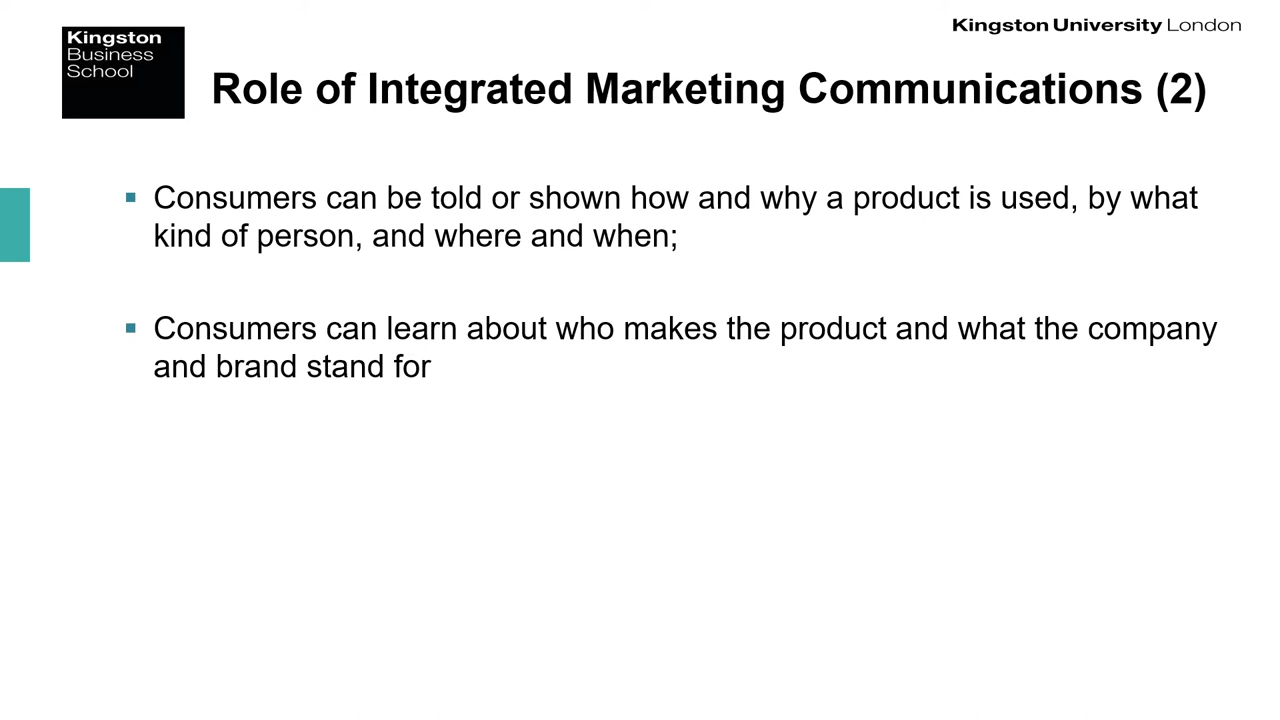 Kingston University London
Kingston
Business
School
Role of Integrated Marketing Communications (2)
Consumers can be told or shown how and why a product is used, by what
kind of person, and where and when;
Consumers can learn about who makes the product and what the company
and brand stand for